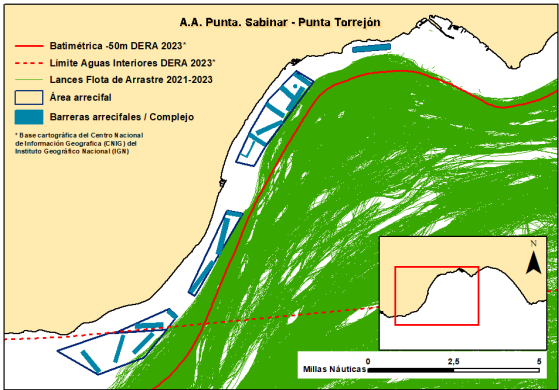 A.A. Punta. Sabinar - Punta Torrejón
Batimétrica -50m DERA 2023*
Límite Aguas Interiores DERA 2023*
Lances Flota de Arrastre 2021-2023
Área arrecifal
Barreras arrecifales / Complejo
* Base cartográfica del Centro Nacional
de Información Geografica (CNIG) del
Instituto Geográfico Nacional (IGN)
N
Millas Náuticas 0 2,5 5